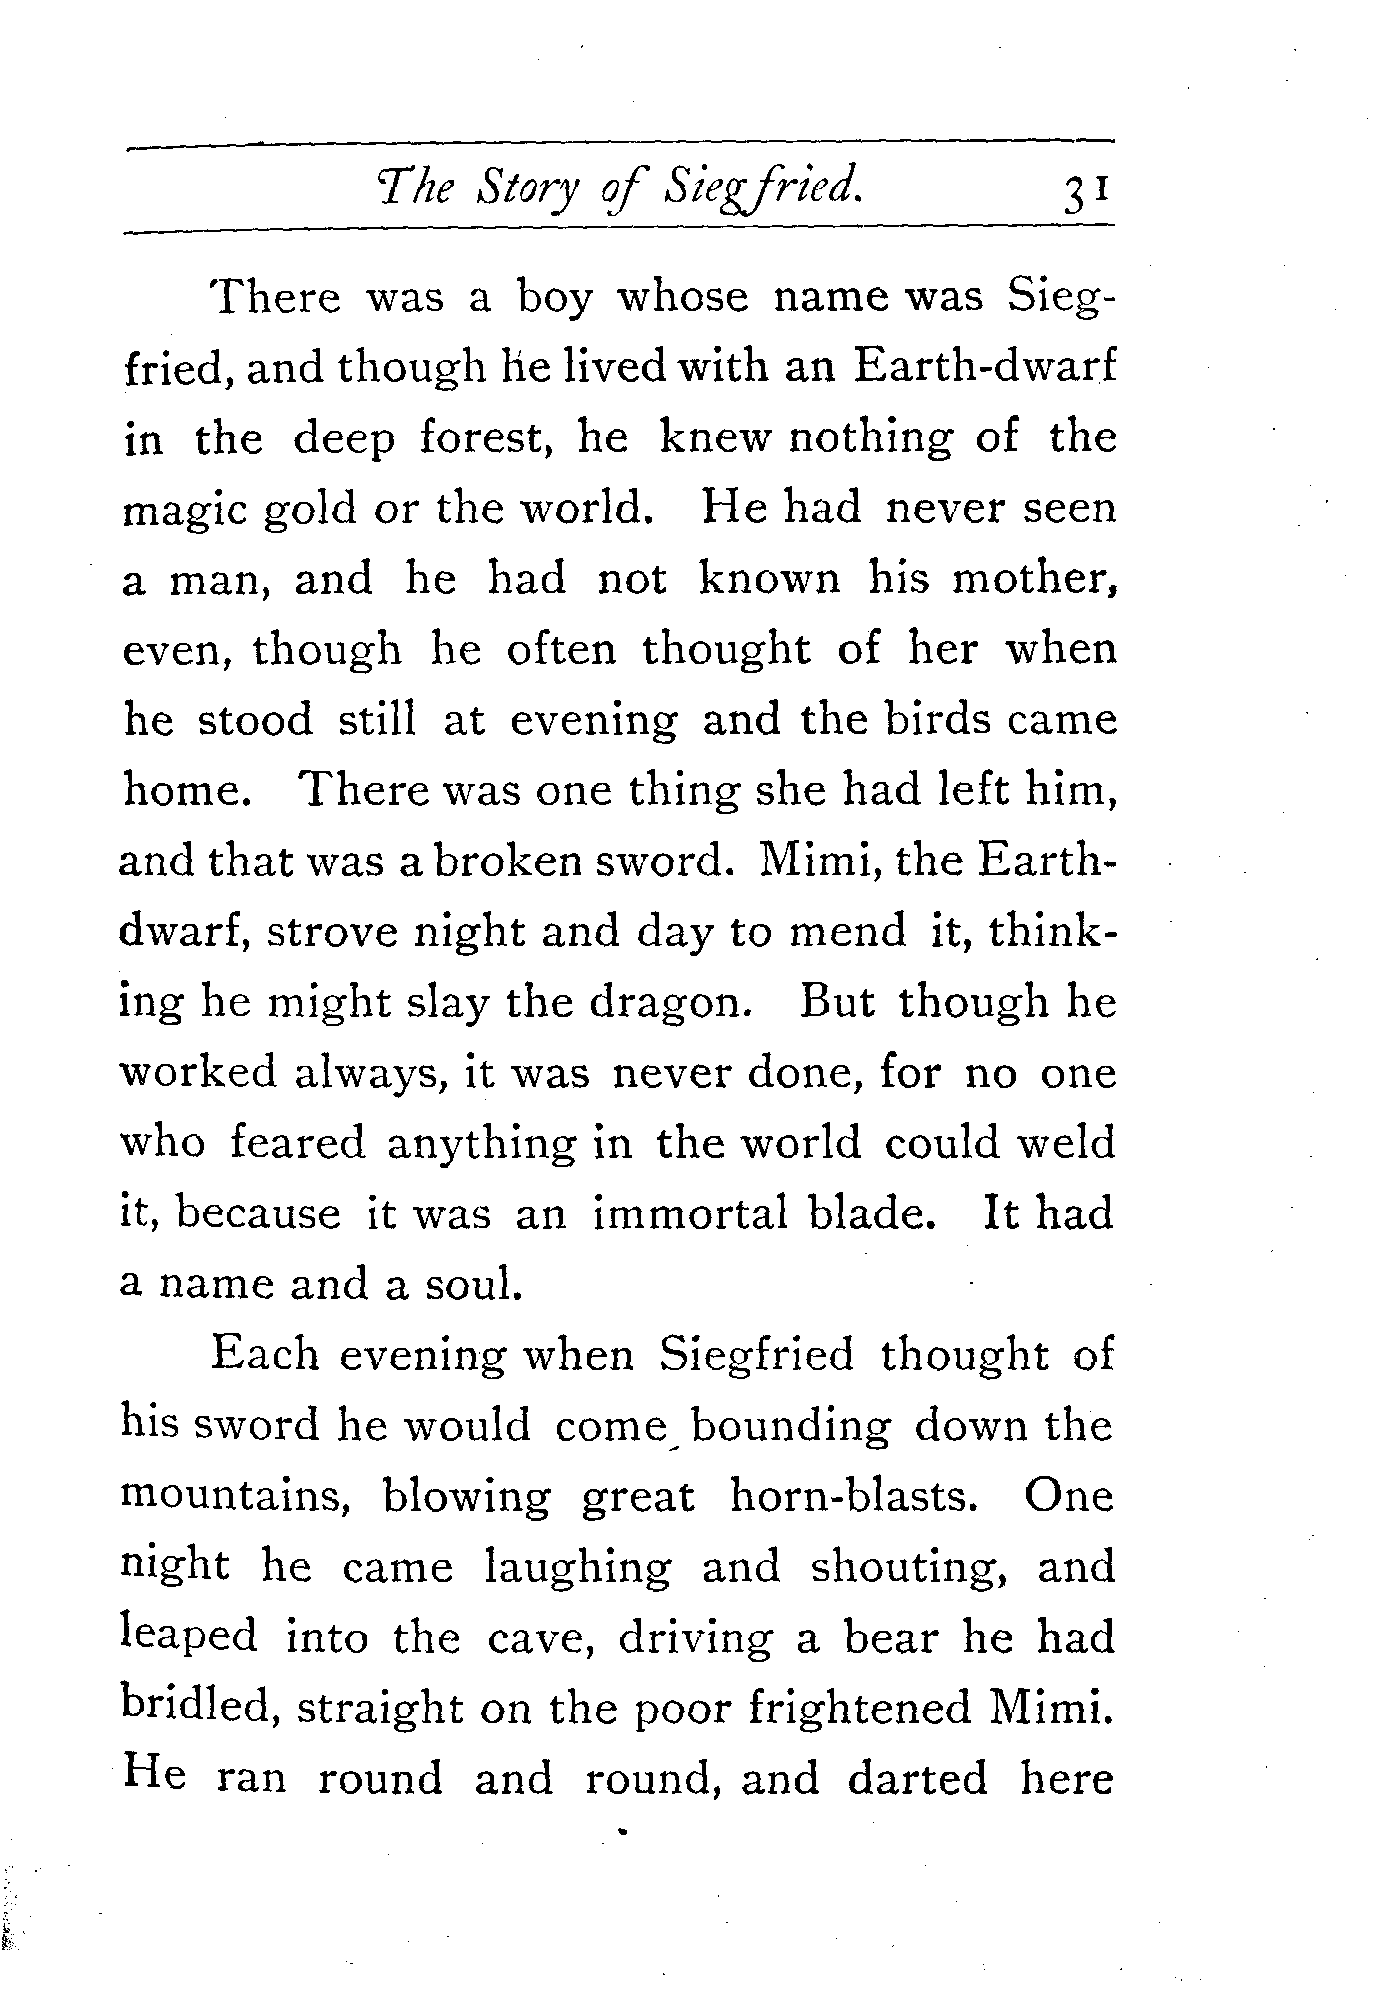 The Story of Siegfried. 31
There was a boy whose name was Sieg-
fried, and though he lived with an Earth-dwarf
in the deep forest, he knew nothing of the
magic gold or the world. He had never seen
a man, and he had not known his mother,
even, though he often thought of her when
he stood still at evening and the birds came
home. There was one thing she had left him,
and that was a broken sword. Mimi, the Earth-
dwarf, strove night and day to mend it, think-
ing he might slay the dragon. But though he
worked always, it was never done, for no one
who feared anything in the world could weld
it, because it was an immortal blade. It had
a name and a soul.
Each evening when Siegfried thought of
his sword he would come bounding down the
mountains, blowing great horn-blasts. One
night he came laughing and shouting, and
leaped into the cave, driving a bear he had
bridled, straight on the poor frightened Mimi.
He ran round and round, and darted here